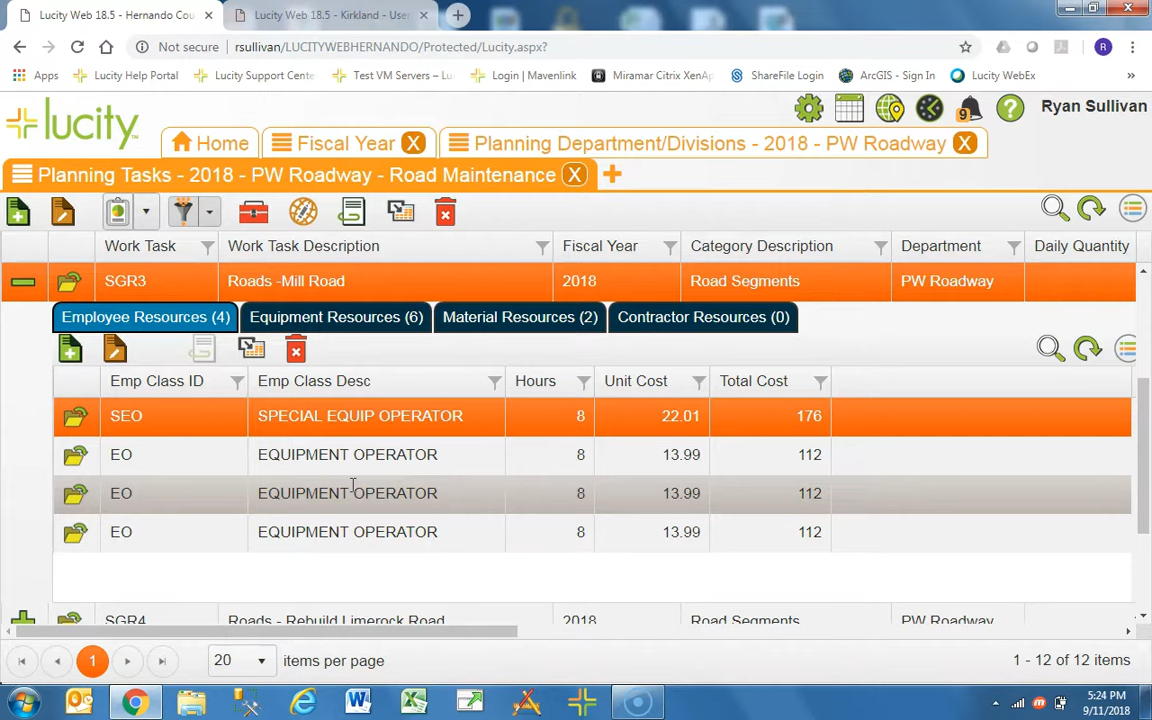 Lucity Web 18.5 - Hernando Cou
Lucity Web 18.5 - Kirkland - User
Not secure rsullivan/LUCITYWEBHERNANDO/Protected/Lucity.aspx?
R
Apps Lucity Help Portal Lucity Support Cente Test VM Servers – Lu Login | Mavenlink Miramar Citrix XenAp ShareFile Login ArcGIS - Sign In Lucity WebEx »
lucity
9
Ryan Sullivan
Home Fiscal Year X Planning Department/Divisions - 2018 - PW Roadway X
Planning Tasks - 2018 - PW Roadway - Road Maintenance X
Work Task Work Task Description Fiscal Year Category Description Department Daily Quantity
SGR3 Roads -Mill Road 2018 Road Segments PW Roadway
Employee Resources (4) Equipment Resources (6) Material Resources (2) Contractor Resources (0)
Emp Class ID Emp Class Desc Hours Unit Cost Total Cost
SEO SPECIAL EQUIP OPERATOR 8 22.01 176
EO EQUIPMENT OPERATOR 8 13.99 112
EO EQUIPMENT OPERATOR 8 13.99 112
EO EQUIPMENT OPERATOR 8 13.99 112
SGR4 Roads - Rebuild Limerock Road 2018 Road Segments PW Roadway
1 20 items per page 1 - 12 of 12 items
5:24 PM
9/11/2018